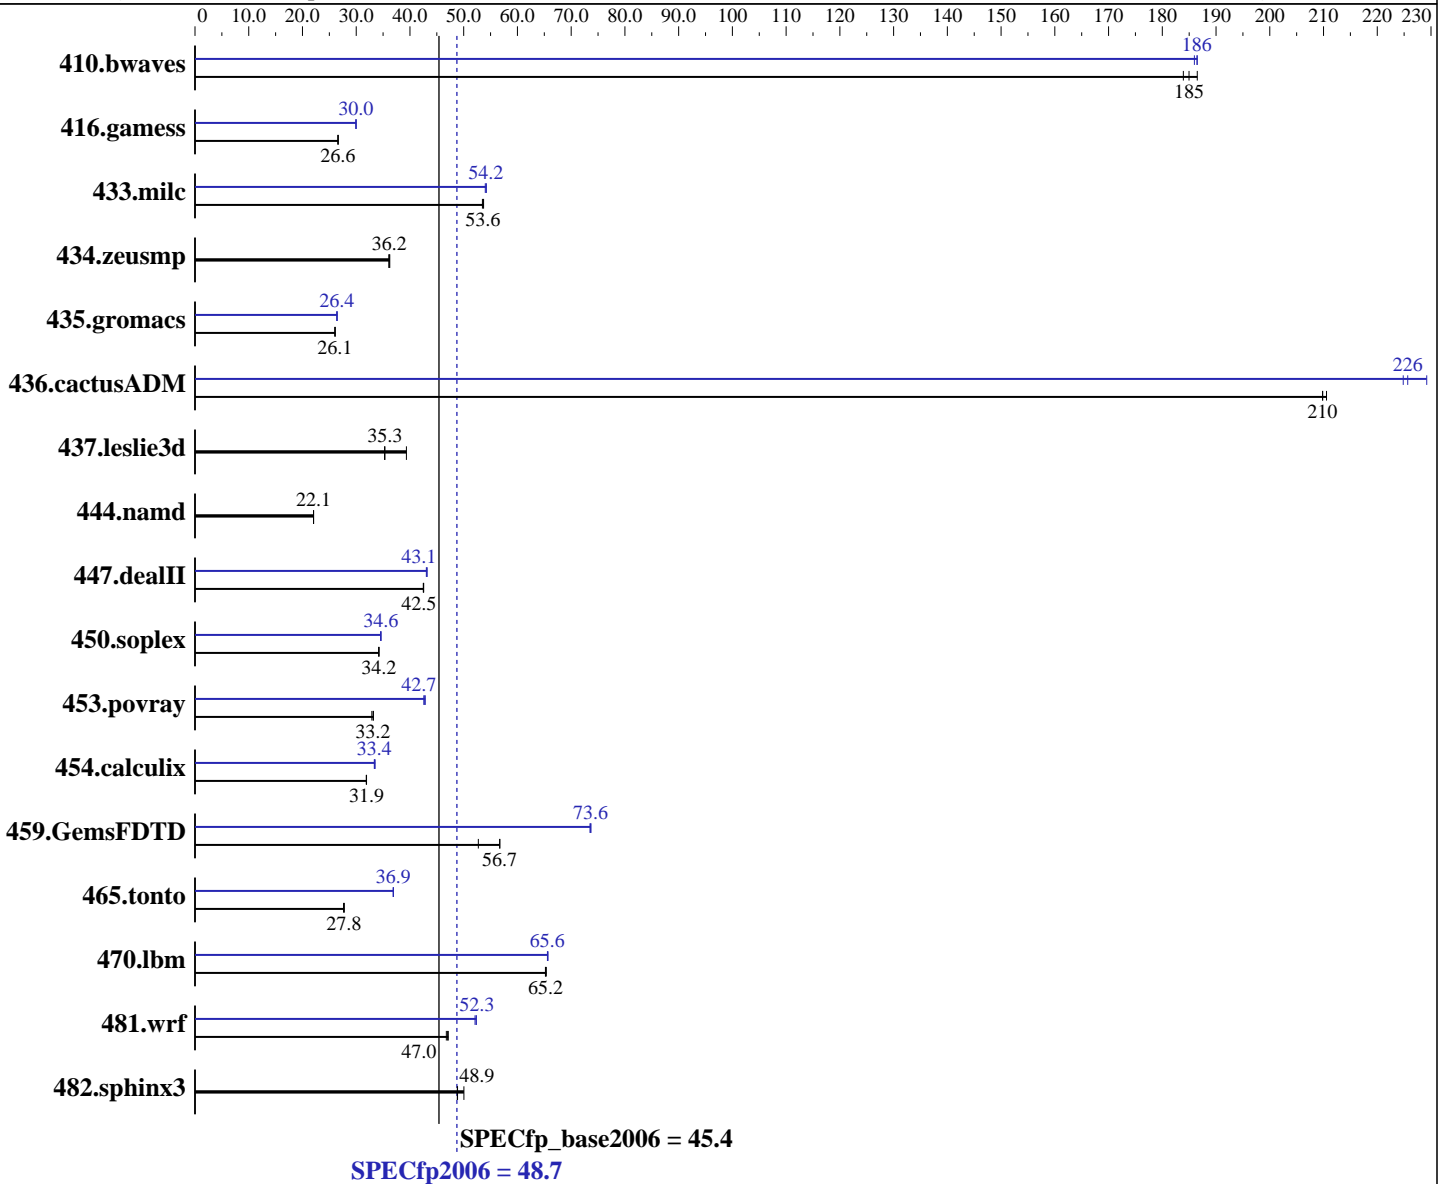 0 10.0 20.0 30.0 40.0 50.0 60.0 70.0 80.0 90.0 100 110 120 130 140 150 160 170 180 190 200 210 220 230
186
410.bwaves
185
30.0
416.gamess
26.6
54.2
433.milc
53.6
36.2
434.zeusmp
26.4
435.gromacs
26.1
226
436.cactusADM
210
35.3
437.leslie3d
22.1
444.namd
43.1
447.dealII
42.5
34.6
450.soplex
34.2
42.7
453.povray
33.2
33.4
454.calculix
31.9
73.6
459.GemsFDTD
56.7
36.9
465.tonto
27.8
65.6
470.lbm
65.2
52.3
481.wrf
47.0
48.9
482.sphinx3
SPECfp_base2006 = 45.4
SPECfp2006 = 48.7